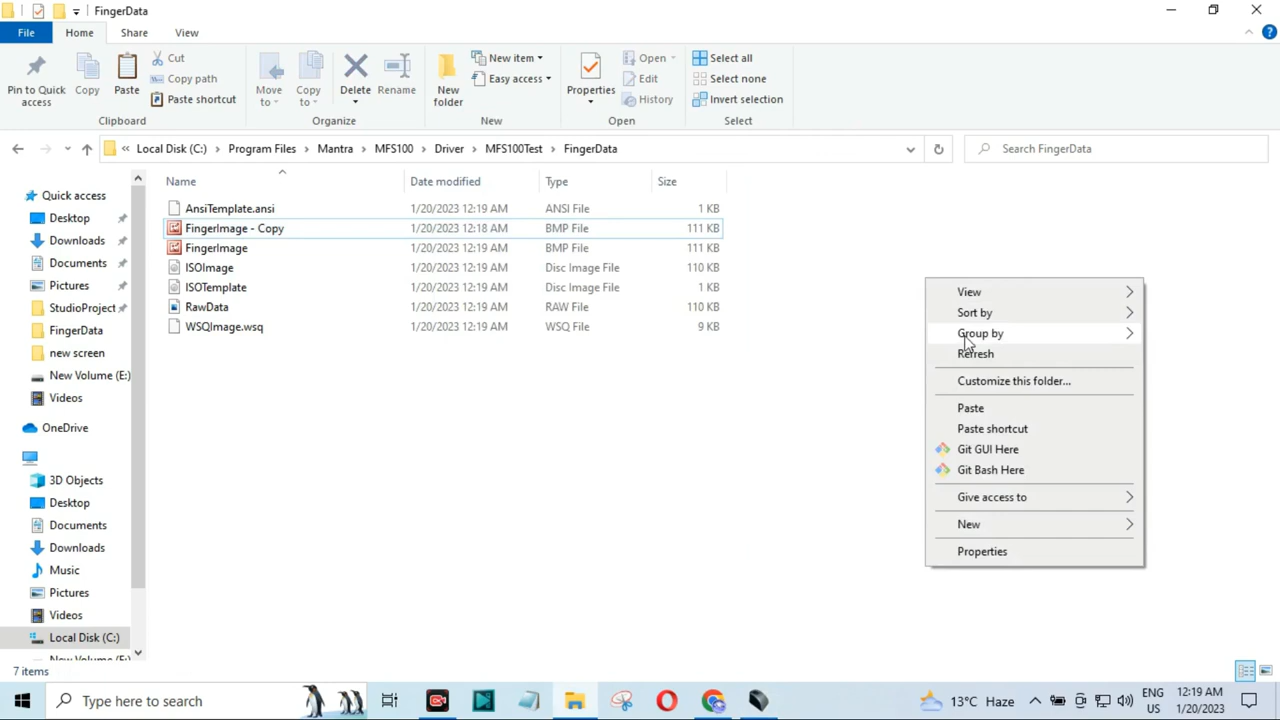 FingerData
File Home Share View
Pin to Quick access
Copy
Paste
Cut
Copy path
Paste shortcut
Clipboard
Move to
Copy to
Delete
Rename
Organize
New folder
New item
Easy access
New
Properties
Open
Edit
History
Open
Select all
Select none
Invert selection
Select
« Local Disk (C:) > Program Files > Mantra > MFS100 > Driver > MFS100Test > FingerData
Search FingerData
Name Date modified Type Size
AnsiTemplate.ansi 1/20/2023 12:19 AM ANSI File 1 KB
FingerImage - Copy 1/20/2023 12:18 AM BMP File 111 KB
FingerImage 1/20/2023 12:19 AM BMP File 111 KB
ISOImage 1/20/2023 12:19 AM Disc Image File 110 KB
ISOTemplate 1/20/2023 12:19 AM Disc Image File 1 KB
RawData 1/20/2023 12:19 AM RAW File 110 KB
WSQImage.wsq 1/20/2023 12:19 AM WSQ File 9 KB
Quick access
Desktop
Downloads
Documents
Pictures
StudioProject
FingerData
new screen
New Volume (E:)
Videos
OneDrive
3D Objects
Desktop
Documents
Downloads
Music
Pictures
Videos
Local Disk (C:)
New Volume (E:)
View
Sort by
Group by
Refresh
Customize this folder...
Paste
Paste shortcut
Git GUI Here
Git Bash Here
Give access to
New
Properties
7 items
Type here to search
13°C Haze
ENG
US
12:19 AM
1/20/2023